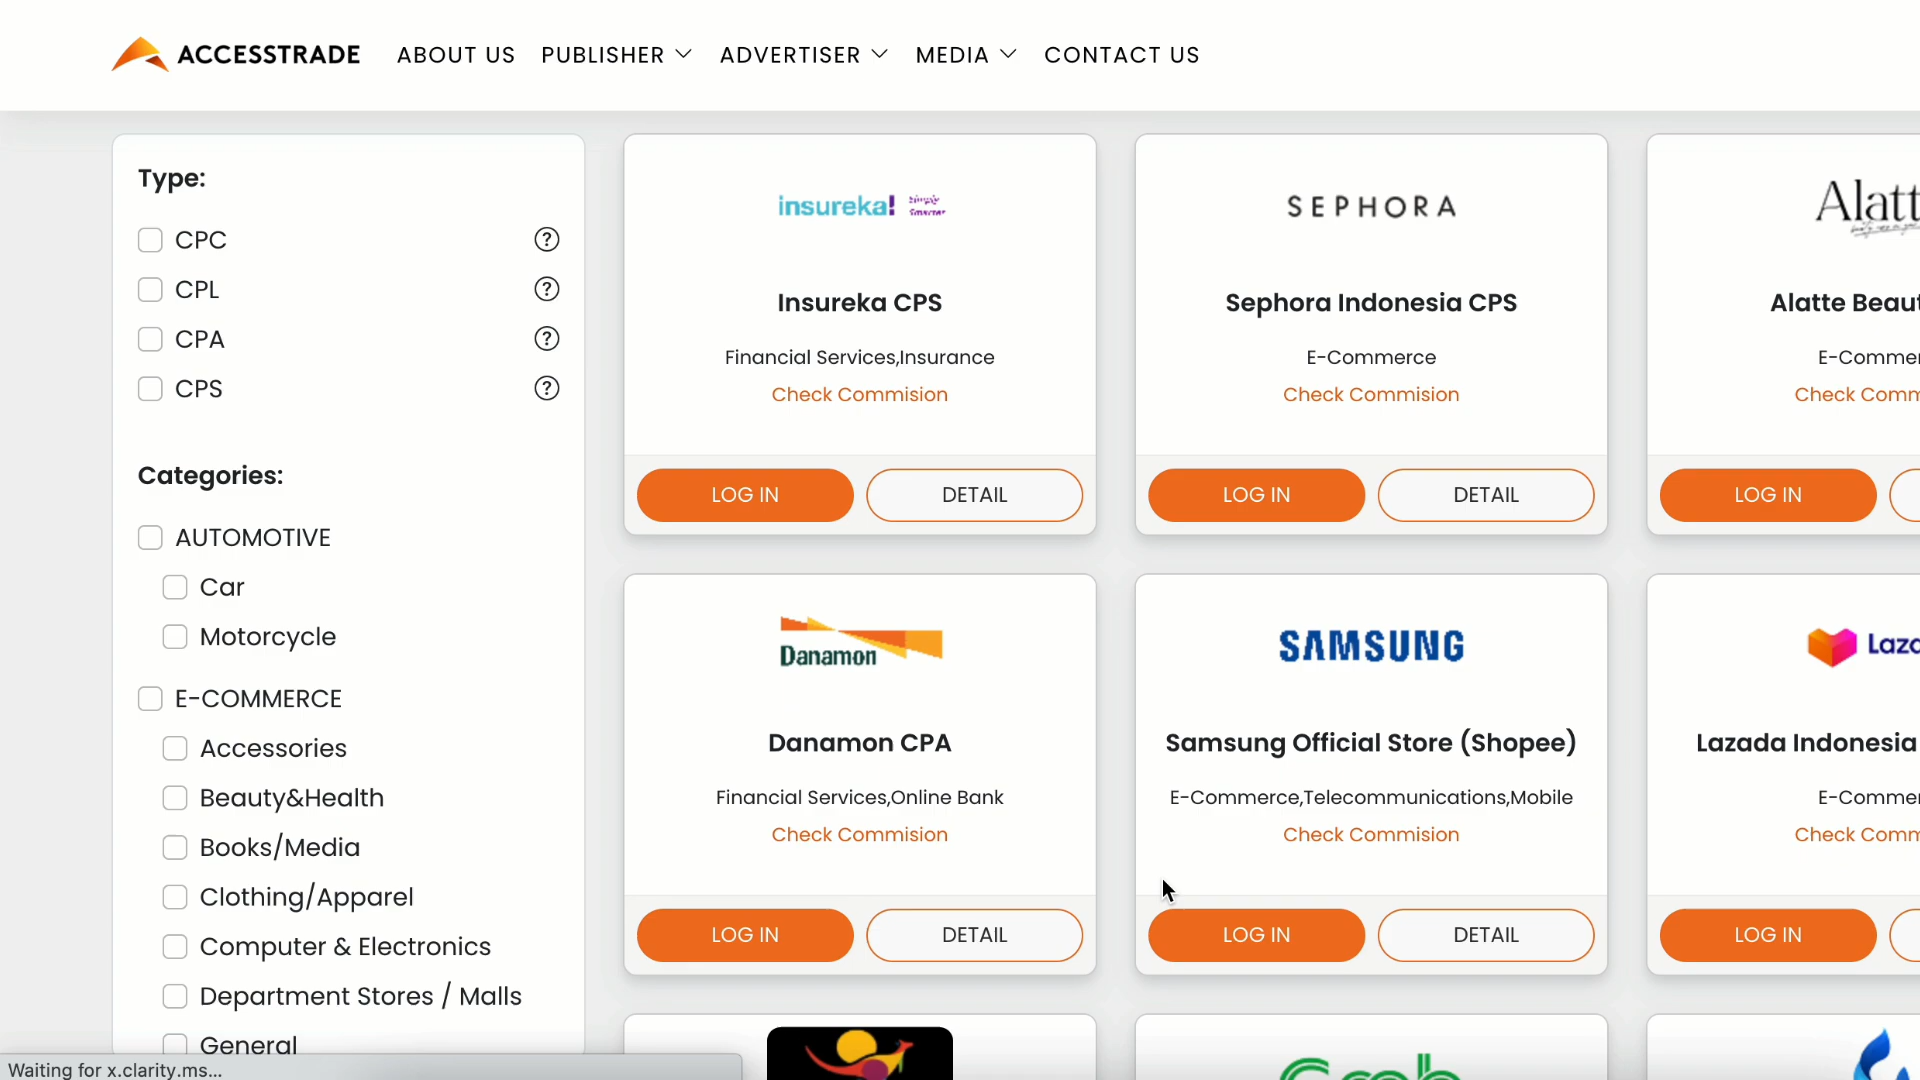 ACCESSTRADE ABOUT US PUBLISHER ADVERTISER MEDIA CONTACT US
Type:
CPC ?
CPL ?
CPA ?
CPS ?
Categories:
AUTOMOTIVE
Car
Motorcycle
E-COMMERCE
Accessories
Beauty&Health
Books/Media
Clothing/Apparel
Computer & Electronics
Department Stores / Malls
General
insureka! Simply Smarter
Insureka CPS
Financial Services,Insurance
Check Commision
LOG IN DETAIL
SEPHORA
Sephora Indonesia CPS
E-Commerce
Check Commision
LOG IN DETAIL
Alatt
Alatte Beau
E-Comme
Check Comm
LOG IN
Danamon
Danamon CPA
Financial Services,Online Bank
Check Commision
LOG IN DETAIL
SAMSUNG
Samsung Official Store (Shopee)
E-Commerce,Telecommunications,Mobile
Check Commision
LOG IN DETAIL
Laza
Lazada Indonesia
E-Comme
Check Comm
LOG IN
Grab
Waiting for x.clarity.ms...